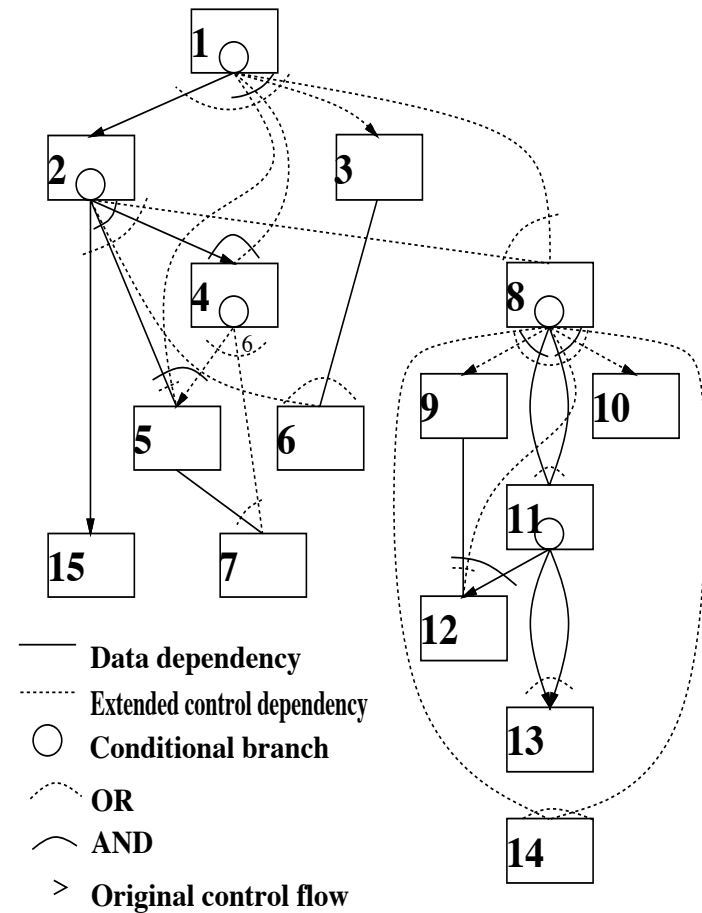 1
2
3
4
8
6
5
6
9
10
11
15
7
12
13
14
Data dependency
Extended control dependency
Conditional branch
OR
AND
Original control flow